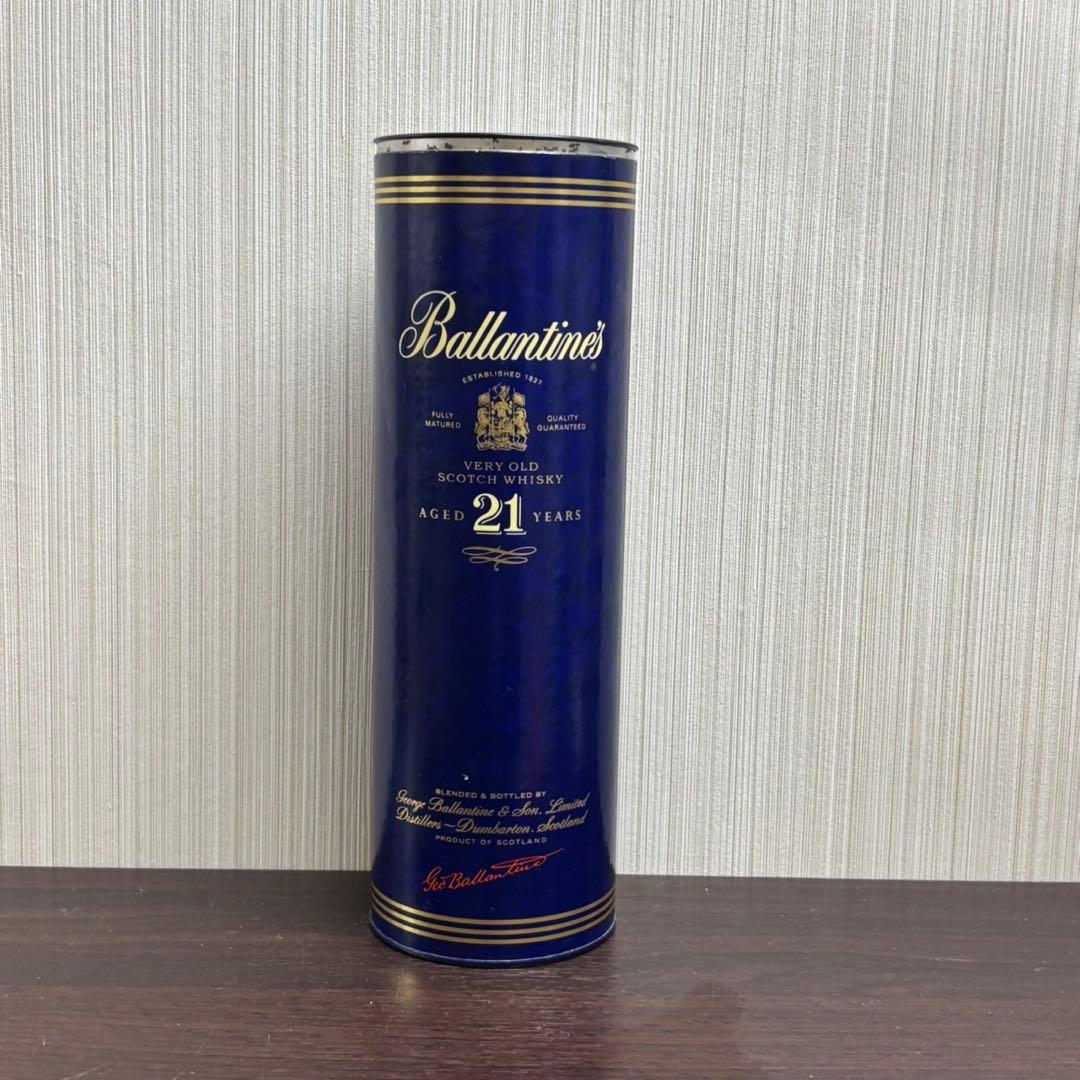 Ballantine's
ESTABLISHED 1827
FULLY MATURED
QUALITY GUARANTEED
VERY OLD
SCOTCH WHISKY
AGED 21 YEARS
BLENDED & BOTTLED BY
George Ballantine & Son, Limited
Distillers—Dumbarton, Scotland
PRODUCT OF SCOTLAND
Geo Ballantine